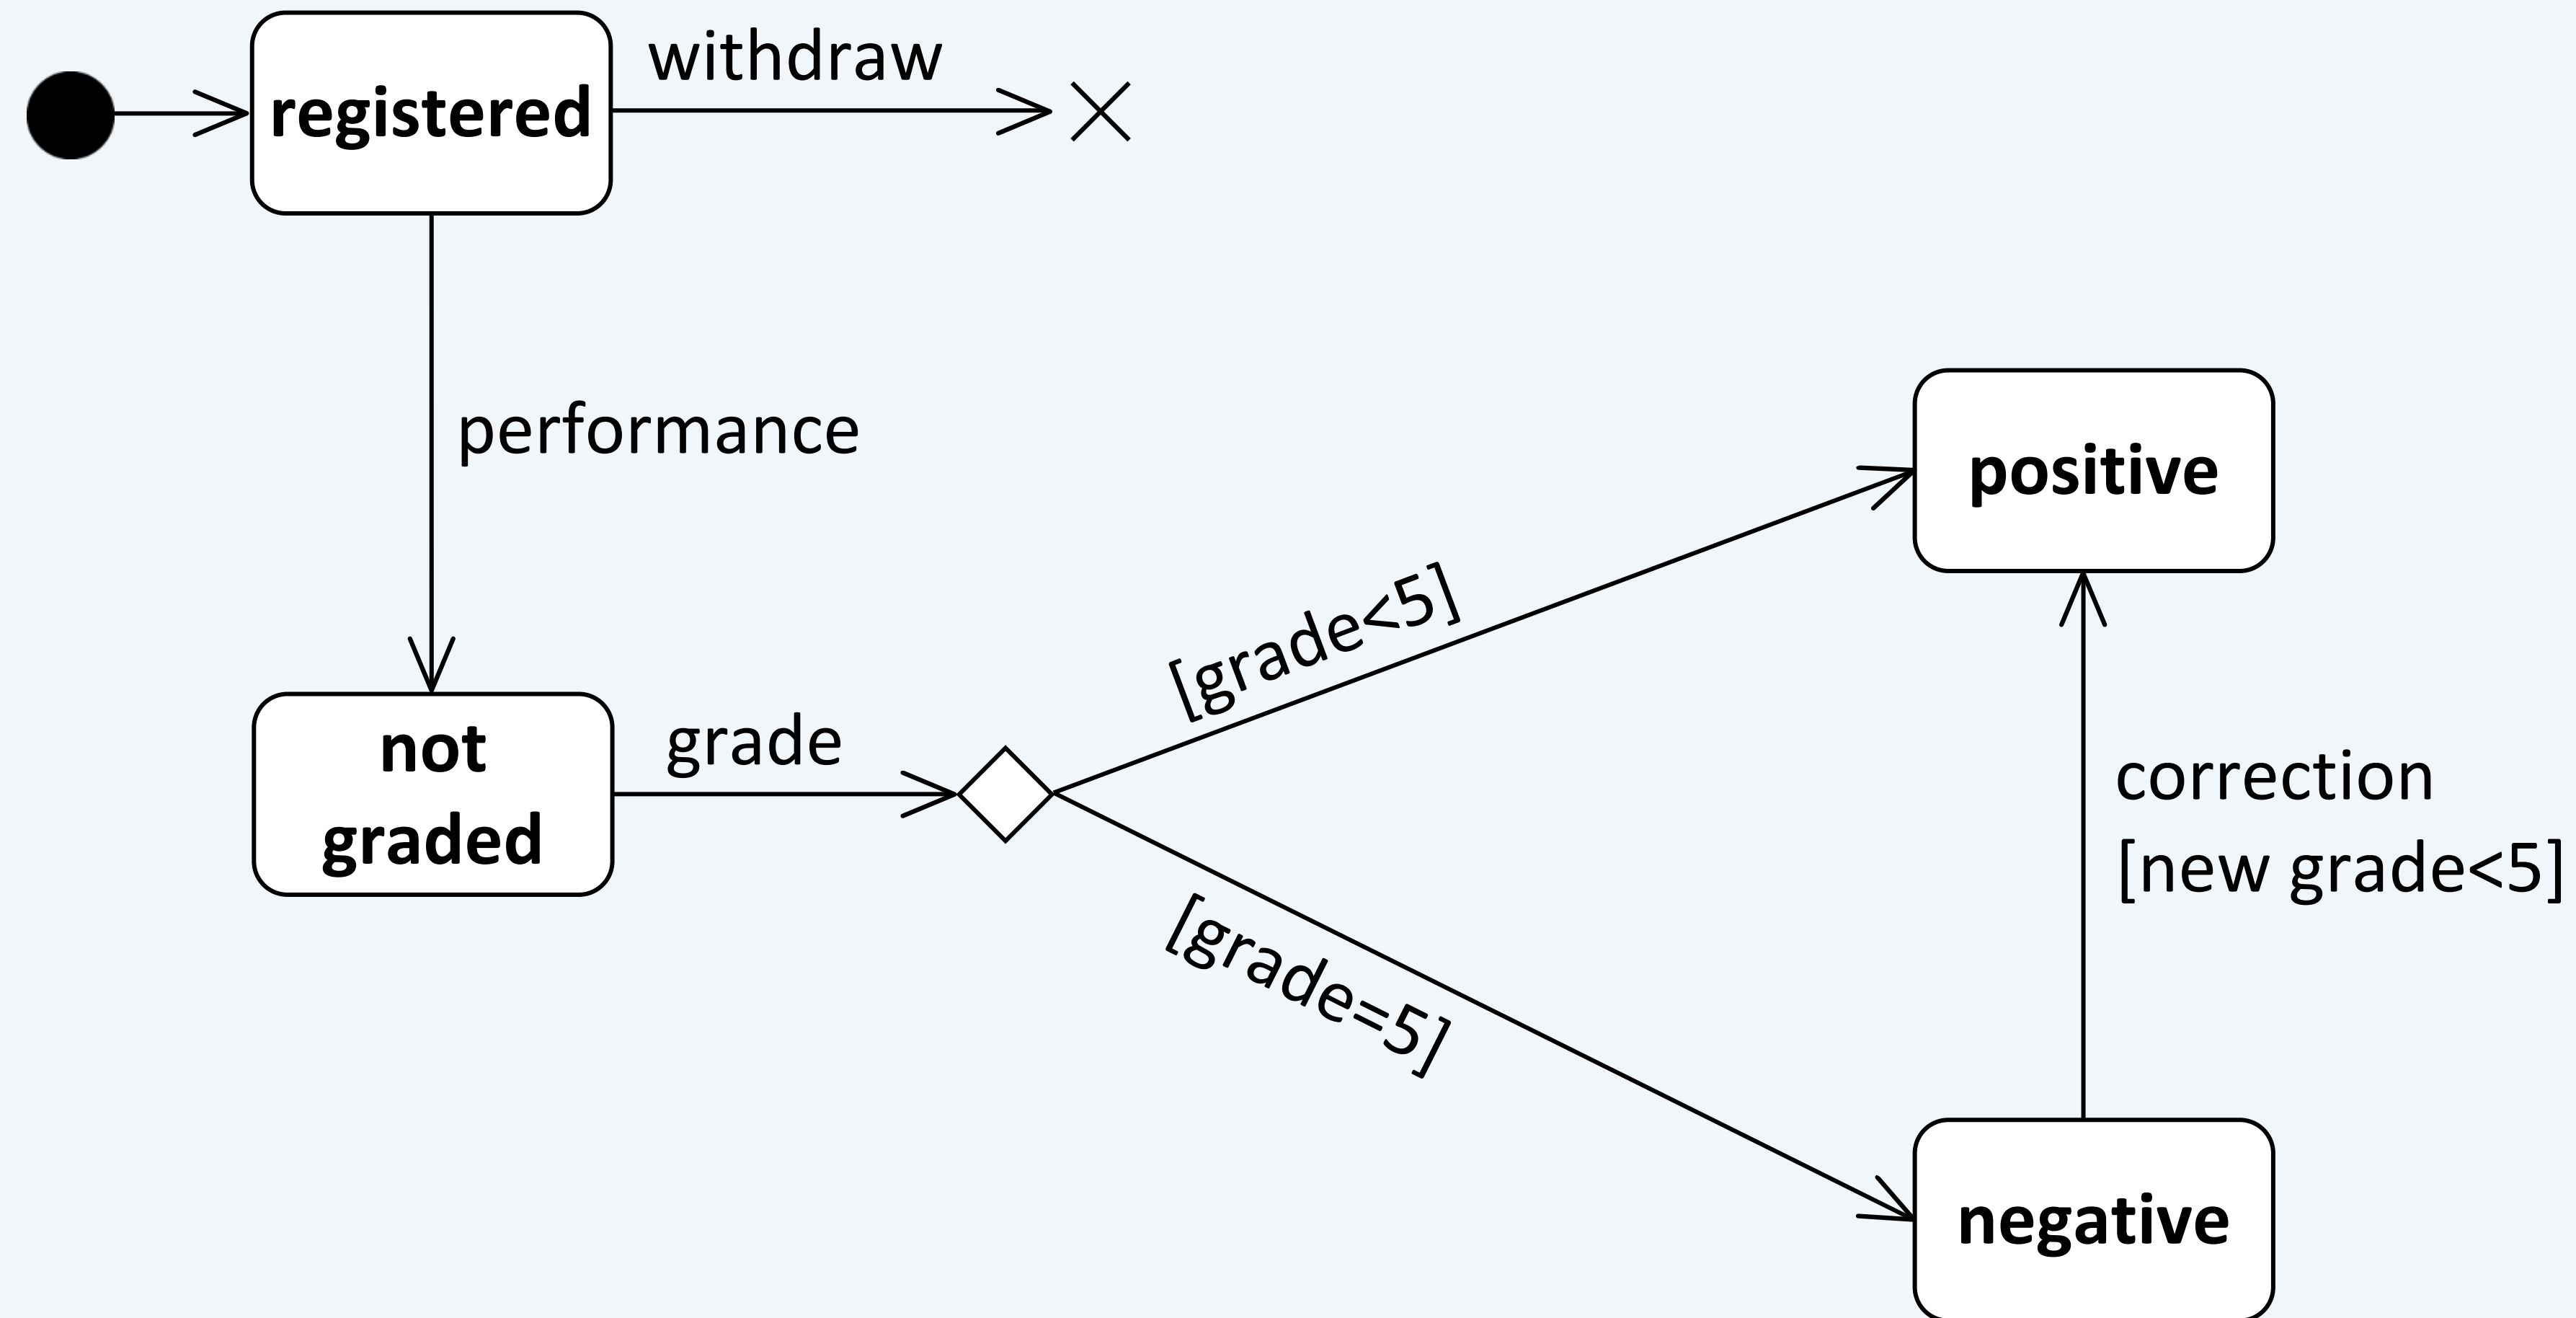 registered
withdraw
performance
not
graded
grade
[grade<5]
[grade=5]
positive
correction
[new grade<5]
negative